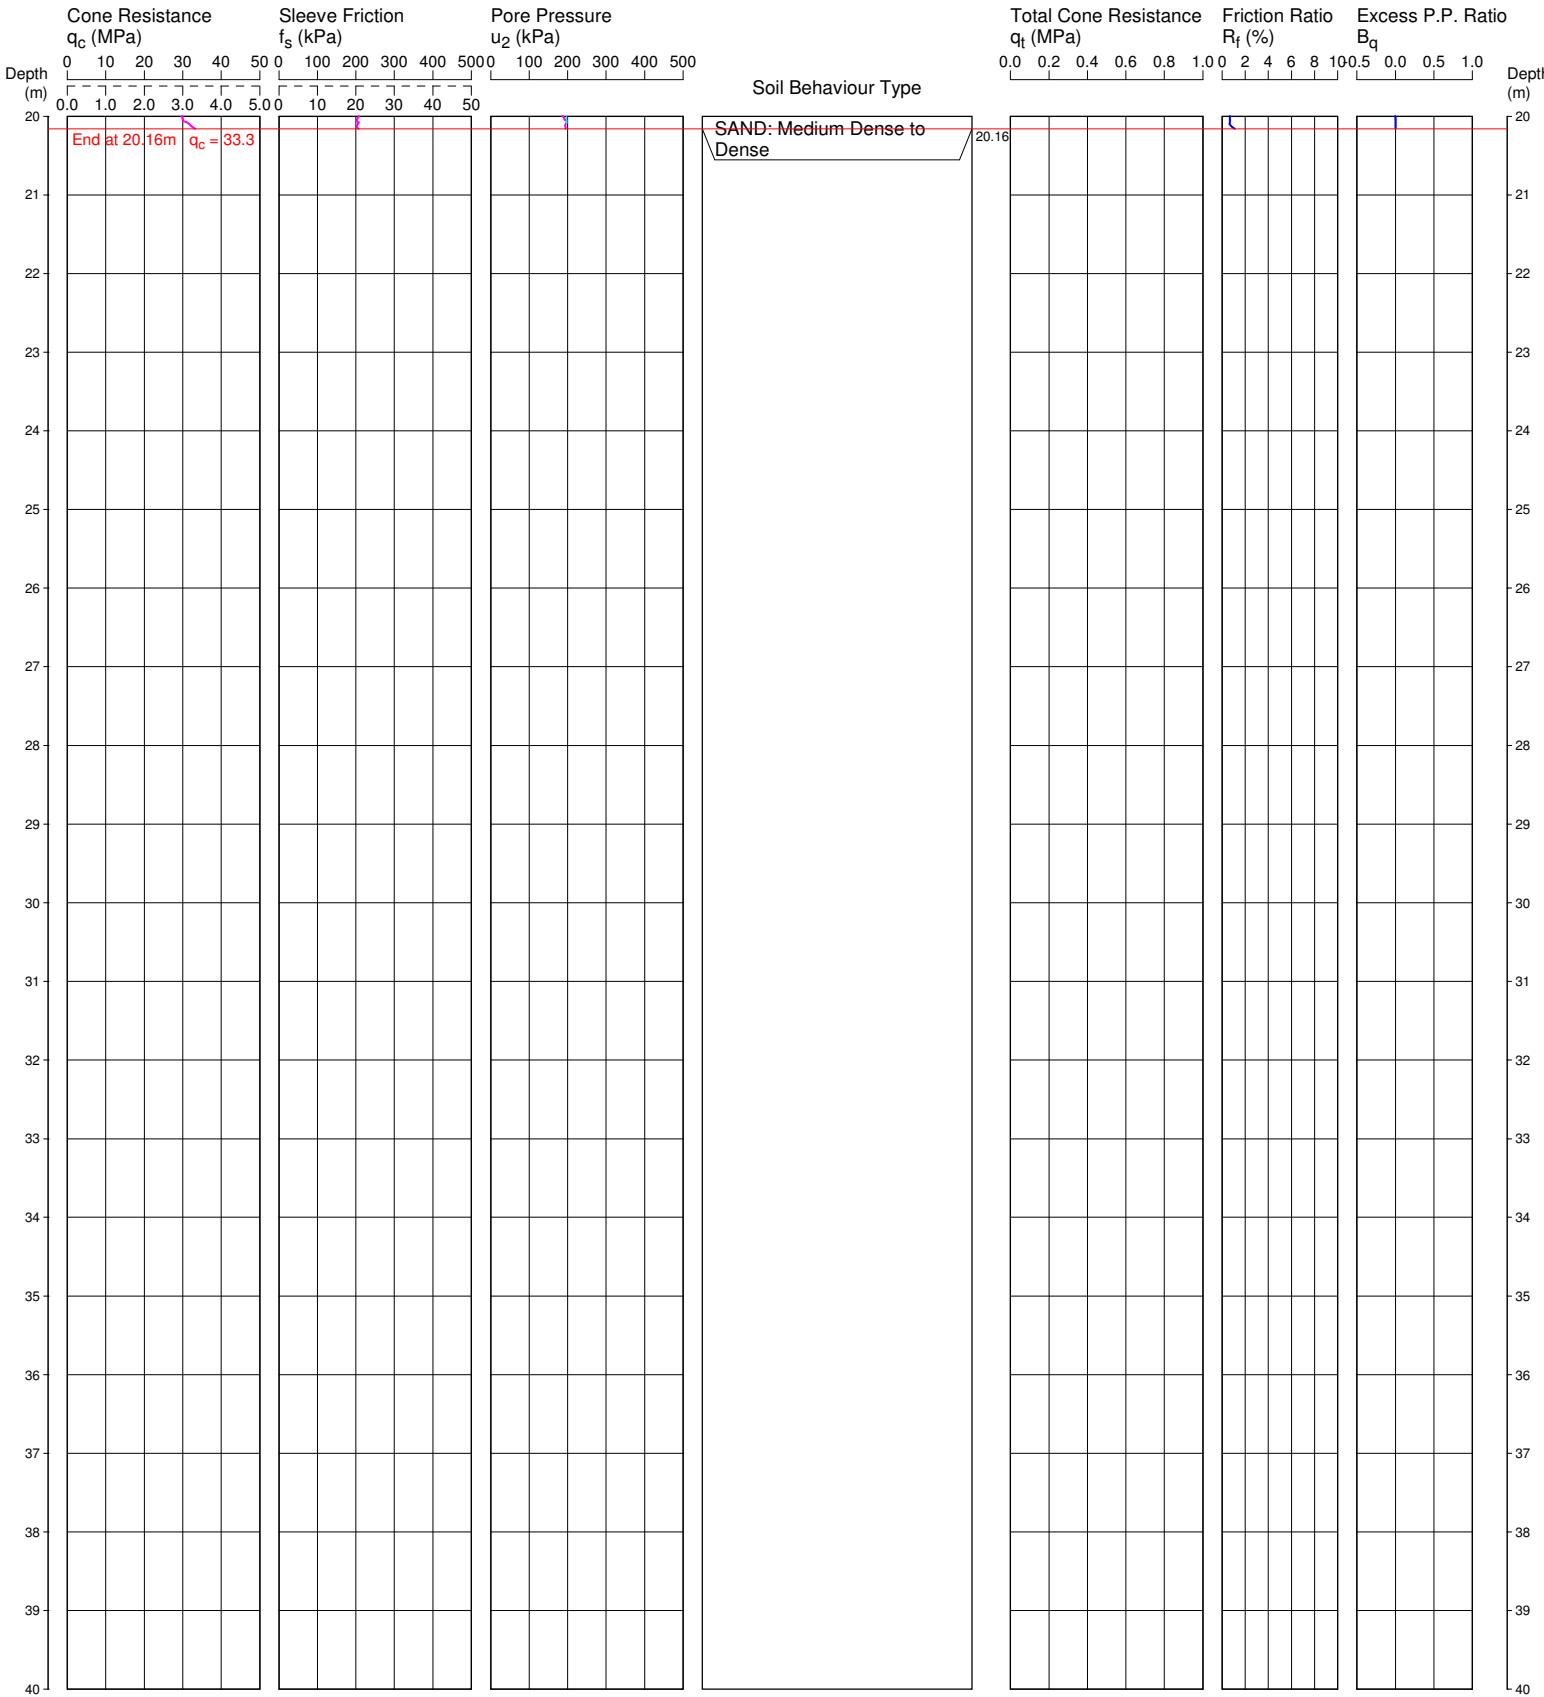 Cone Resistance
q_c (MPa)
0 10 20 30 40 50
0.0 1.0 2.0 3.0 4.0 5.0
Sleeve Friction
f_s (kPa)
0 100 200 300 400 500
0 10 20 30 40 50
Pore Pressure
u_2 (kPa)
0 100 200 300 400 500
Soil Behaviour Type
Total Cone Resistance
q_t (MPa)
0.0 0.2 0.4 0.6 0.8 1.0
Friction Ratio
R_f (%)
0 2 4 6 8 10
Excess P.P. Ratio
B_q
-0.5 0.0 0.5 1.0
Depth
(m)
Depth
(m)
20
SAND: Medium Dense to
Dense
20.16
20
End at 20.16m q_c = 33.3
21 21
22 22
23 23
24 24
25 25
26 26
27 27
28 28
29 29
30 30
31 31
32 32
33 33
34 34
35 35
36 36
37 37
38 38
39 39
40 40